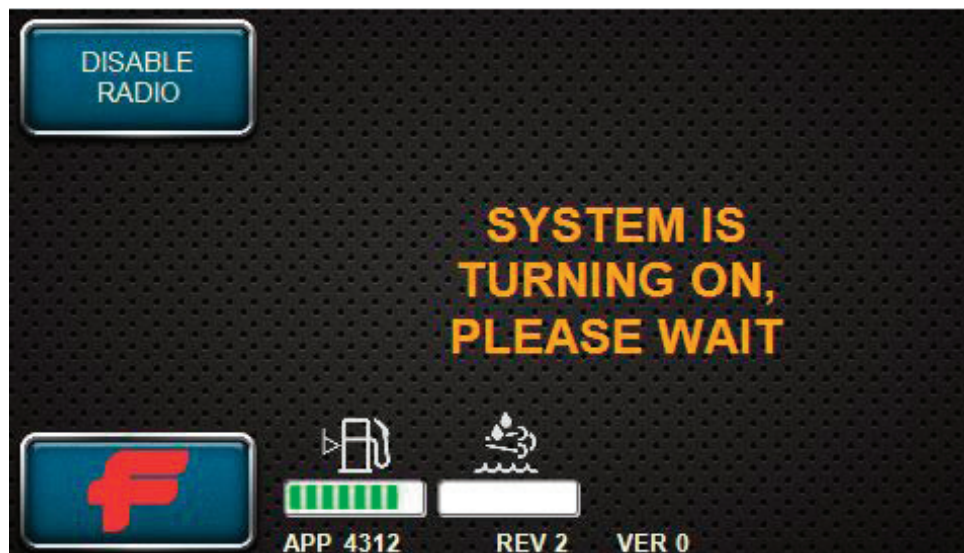 DISABLE
RADIO
SYSTEM IS
TURNING ON,
PLEASE WAIT
APP 4312 REV 2 VER 0